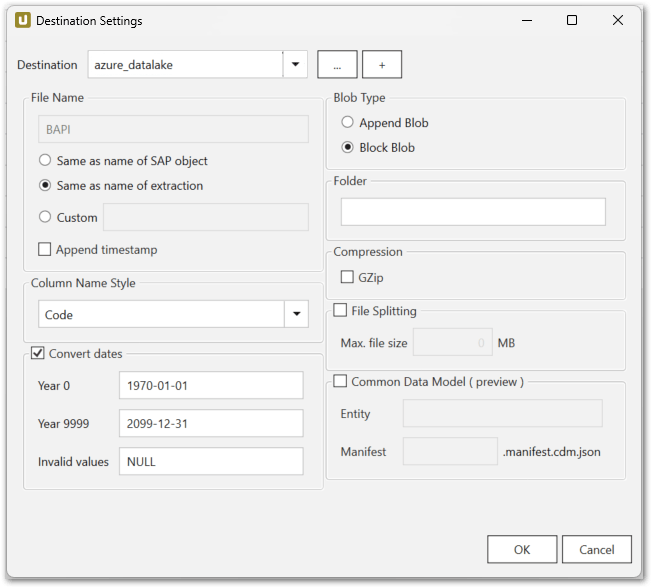 U Destination Settings
Destination azure_datalake ... +
File Name
BAPI
Same as name of SAP object
Same as name of extraction
Custom
Append timestamp
Column Name Style
Code
Convert dates
Year 0 1970-01-01
Year 9999 2099-12-31
Invalid values NULL
Blob Type
Append Blob
Block Blob
Folder
Compression
GZip
File Splitting
Max. file size 0 MB
Common Data Model ( preview )
Entity
Manifest .manifest.cdm.json
OK Cancel